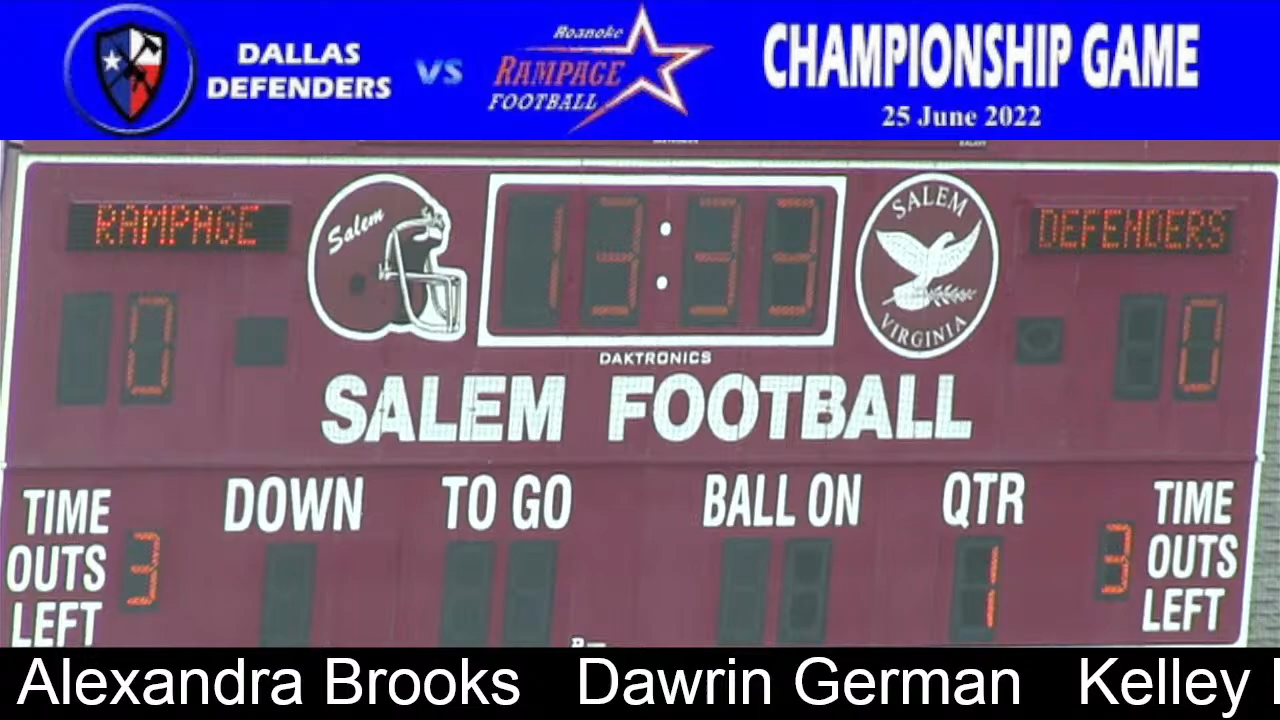 DALLAS
DEFENDERS
VS
Roanoke
RAMPAGE
FOOTBALL
CHAMPIONSHIP GAME
25 June 2022
RAMPAGE
Salem
13:33
SALEM
VIRGINIA
DEFENDERS
0
0
DAKTRONICS
SALEM FOOTBALL
TIME
OUTS
LEFT
3
DOWN
TO GO
BALL ON
QTR
1
3
TIME
OUTS
LEFT
Alexandra Brooks Dawrin German Kelley